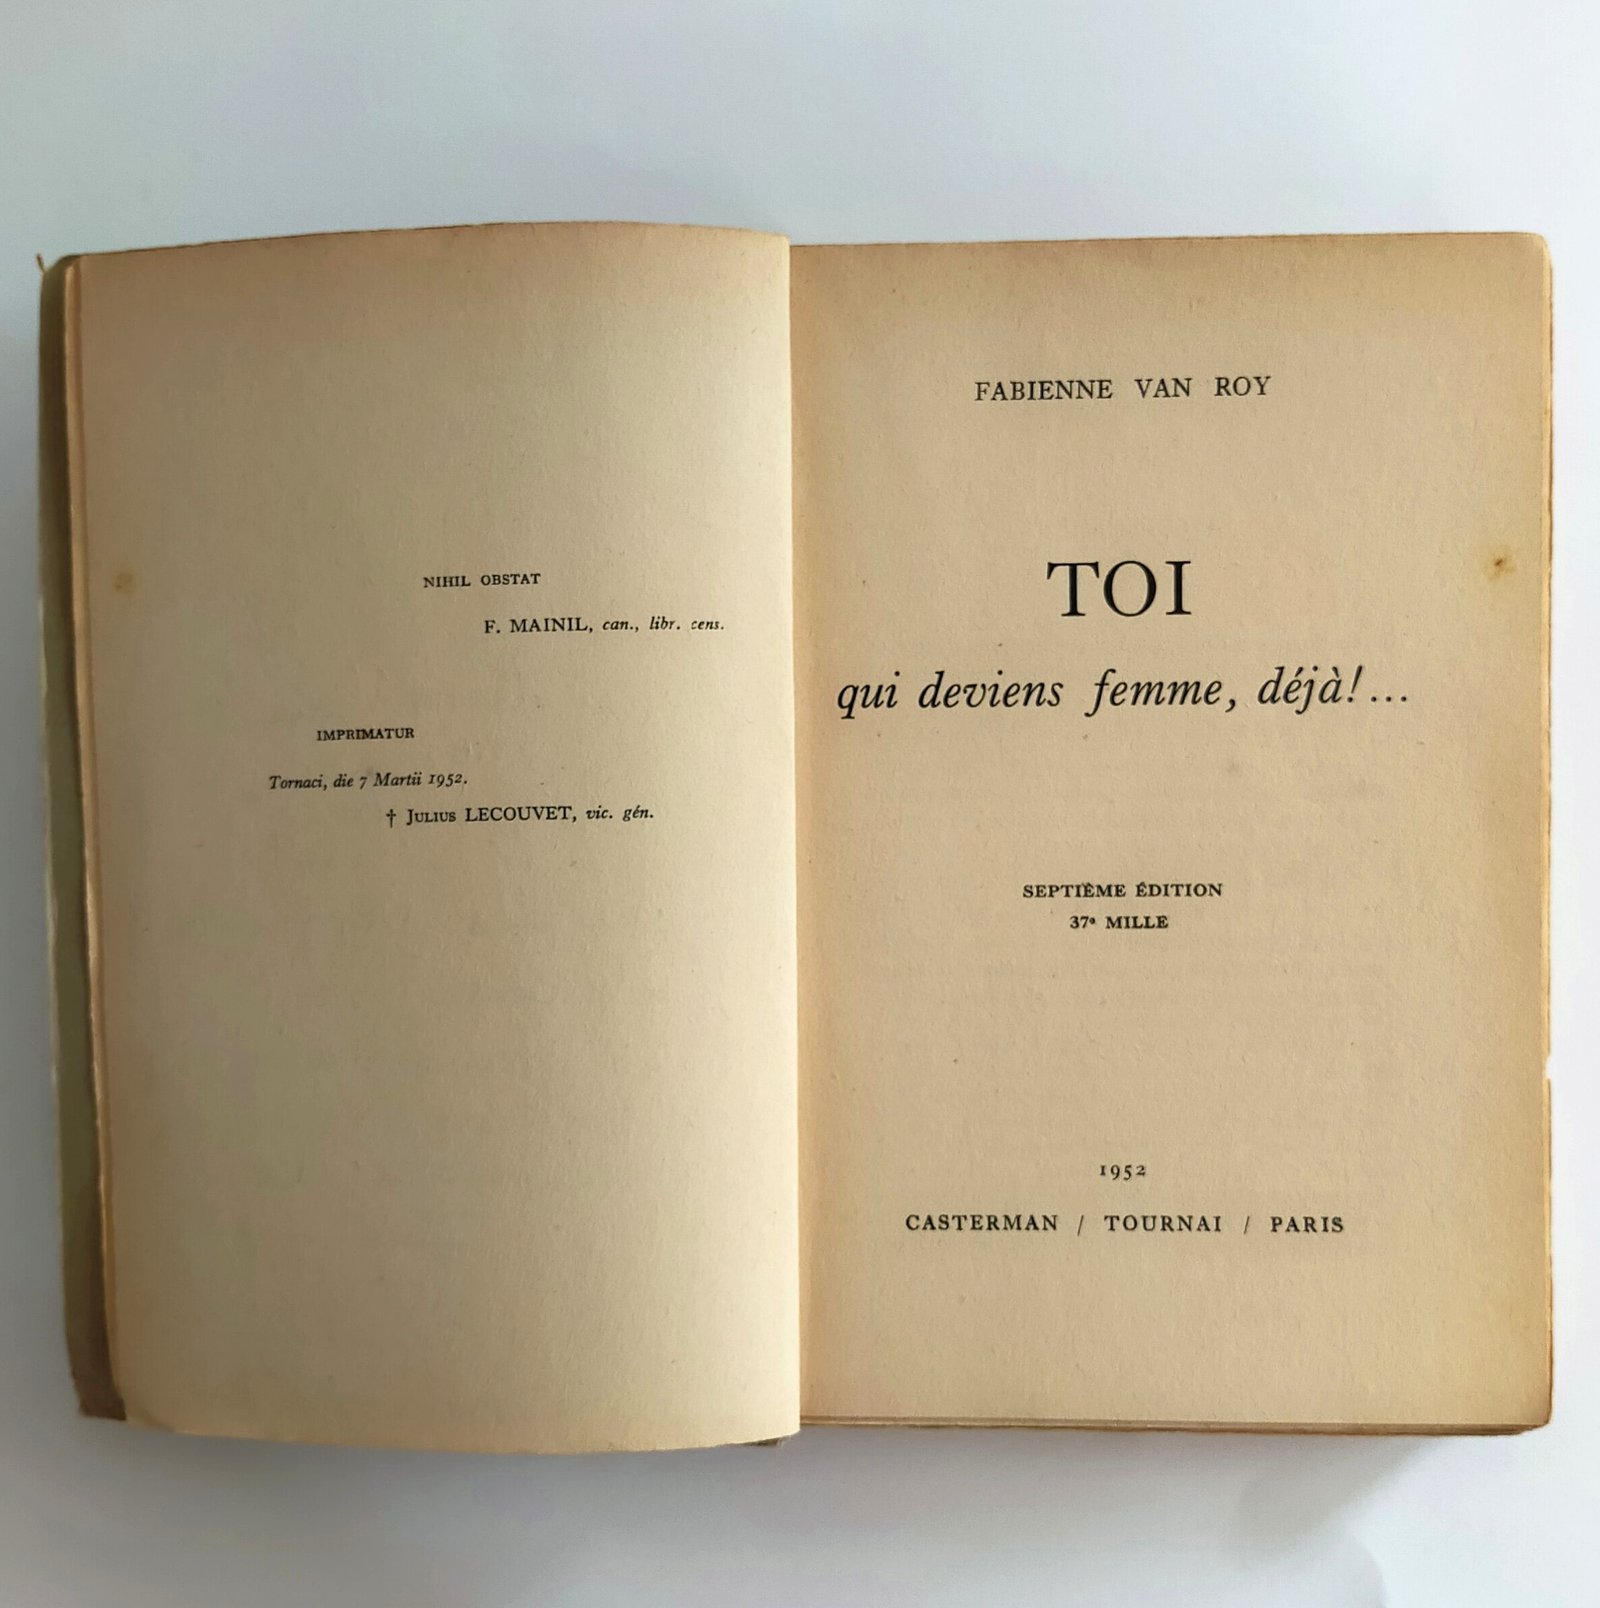 NIHIL OBSTAT
F. MAINIL, can., libr. cens.
IMPRIMATUR
Tornaci, die 7 Martii 1952.
† Julius LECOUVET, vic. gén.
FABIENNE VAN ROY
TOI
qui deviens femme, déjà!...
SEPTIÈME ÉDITION
37e MILLE
1952
CASTERMAN / TOURNAI / PARIS